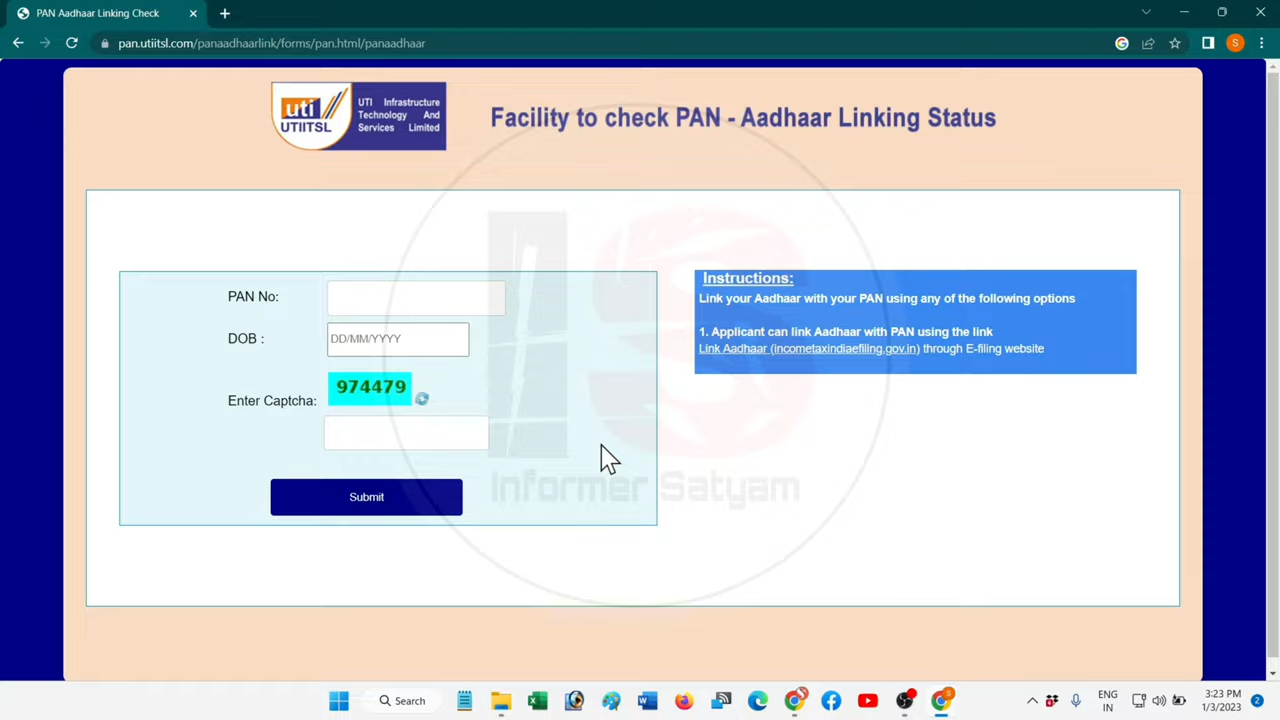 PAN Aadhaar Linking Check
pan.utiitsl.com/panaadhaarlink/forms/pan.html/panaadhaar
S
uti
UTIITSL
UTI Infrastructure
Technology And
Services Limited
Facility to check PAN - Aadhaar Linking Status
PAN No:
DOB :
DD/MM/YYYY
974479
Enter Captcha:
Submit
Instructions:
Link your Aadhaar with your PAN using any of the following options
1. Applicant can link Aadhaar with PAN using the link
Link Aadhaar (incometaxindiaefiling.gov.in) through E-filing website
Informer Satyam
Search
ENG
IN
3:23 PM
1/3/2023
2